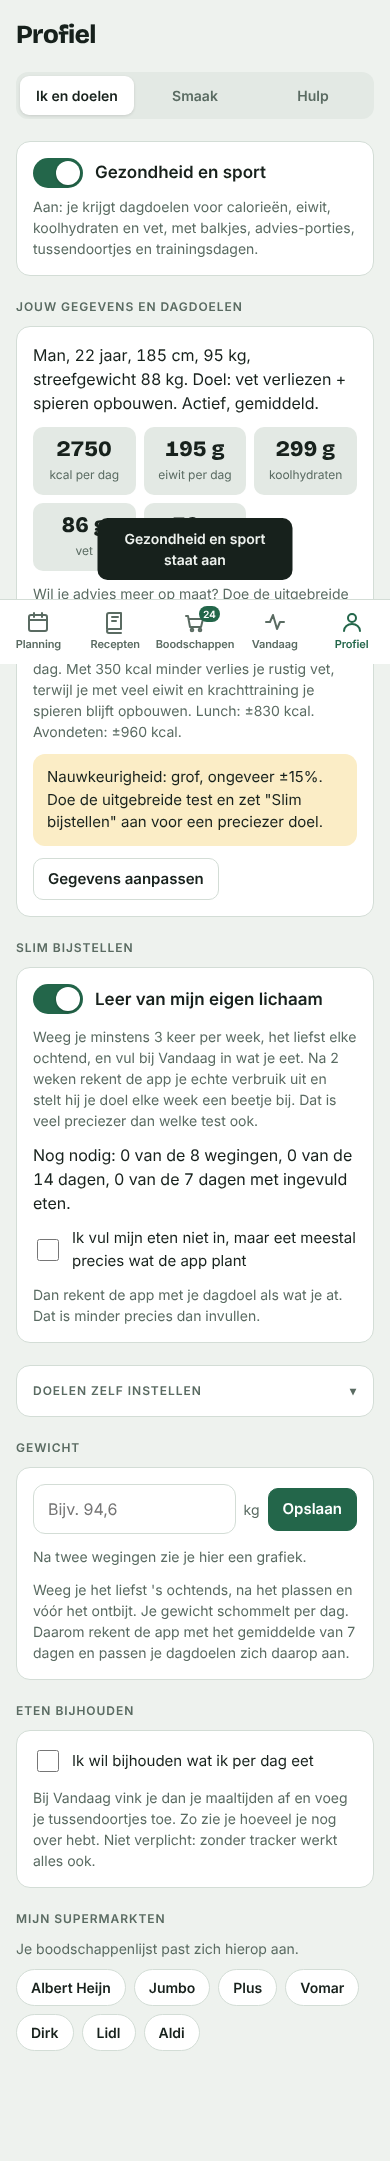 Profiel
Ik en doelen
Smaak
Hulp
Gezondheid en sport
Aan: je krijgt dagdoelen voor calorieën, eiwit,
koolhydraten en vet, met balkjes, advies-porties,
tussendoortjes en trainingsdagen.
JOUW GEGEVENS EN DAGDOELEN
Man, 22 jaar, 185 cm, 95 kg,
streefgewicht 88 kg. Doel: vet verliezen +
spieren opbouwen. Actief, gemiddeld.
2750
kcal per dag
195 g
eiwit per dag
299 g
koolhydraten
86
vet
Gezondheid en sport
staat aan
Wil je advies meer op maat? Doe de uitgebreide
Planning
Recepten
24
Boodschappen
Vandaag
Profiel
dag. Met 350 kcal minder verlies je rustig vet,
terwijl je met veel eiwit en krachttraining je
spieren blijft opbouwen. Lunch: ±830 kcal.
Avondeten: ±960 kcal.
Nauwkeurigheid: grof, ongeveer ±15%.
Doe de uitgebreide test en zet "Slim
bijstellen" aan voor een preciezer doel.
Gegevens aanpassen
SLIM BIJSTELLEN
Leer van mijn eigen lichaam
Weeg je minstens 3 keer per week, het liefst elke
ochtend, en vul bij Vandaag in wat je eet. Na 2
weken rekent de app je echte verbruik uit en
stelt hij je doel elke week een beetje bij. Dat is
veel preciezer dan welke test ook.
Nog nodig: 0 van de 8 wegingen, 0 van de
14 dagen, 0 van de 7 dagen met ingevuld
eten.
Ik vul mijn eten niet in, maar eet meestal
precies wat de app plant
Dan rekent de app met je dagdoel als wat je at.
Dat is minder precies dan invullen.
DOELEN ZELF INSTELLEN
GEWICHT
Bijv. 94,6
kg
Opslaan
Na twee wegingen zie je hier een grafiek.
Weeg je het liefst 's ochtends, na het plassen en
vóór het ontbijt. Je gewicht schommelt per dag.
Daarom rekent de app met het gemiddelde van 7
dagen en passen je dagdoelen zich daarop aan.
ETEN BIJHOUDEN
Ik wil bijhouden wat ik per dag eet
Bij Vandaag vink je dan je maaltijden af en voeg
je tussendoortjes toe. Zo zie je hoeveel je nog
over hebt. Niet verplicht: zonder tracker werkt
alles ook.
MIJN SUPERMARKTEN
Je boodschappenlijst past zich hierop aan.
Albert Heijn
Jumbo
Plus
Vomar
Dirk
Lidl
Aldi